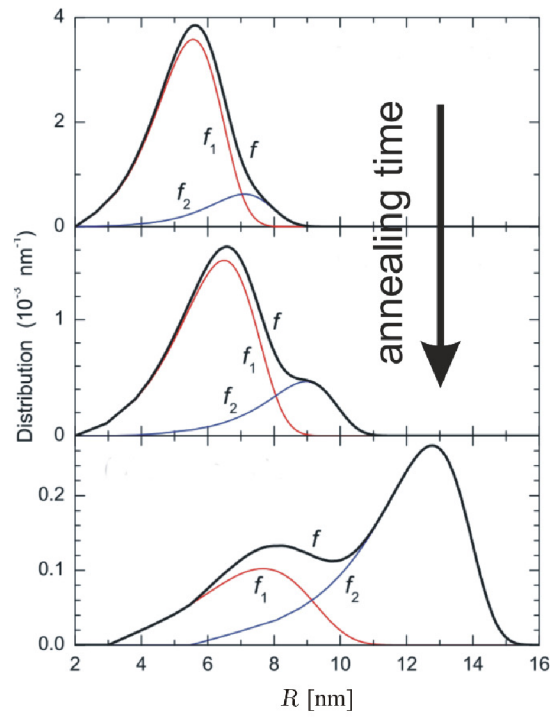 4
2
0
1
0
0.2
0.1
0.0
2 4 6 8 10 12 14 16
R [nm]
Distribution (10⁻³ nm⁻¹)
f₁ f
f₂
f
f₁
f₂
f
f₁ f₂
annealing time